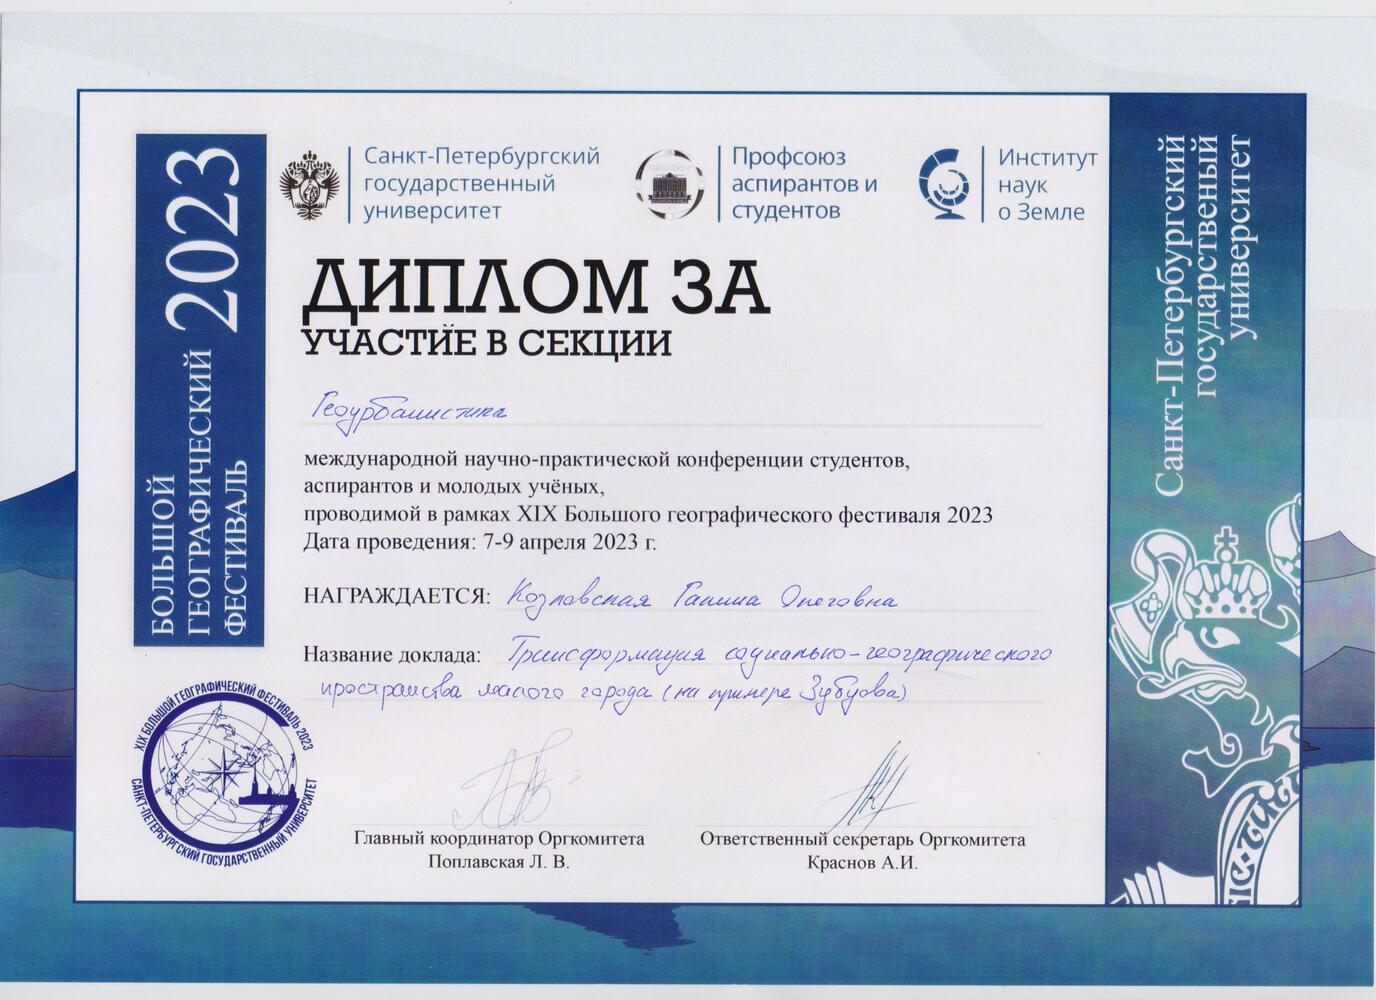 БОЛЬШОЙ
ГЕОГРАФИЧЕСКИЙ
ФЕСТИВАЛЬ
2023
Санкт-Петербургский
государственный
университет
Профсоюз
аспирантов и
студентов
Институт
наук
о Земле
ДИПЛОМ ЗА
УЧАСТИЕ В СЕКЦИИ
Геоурбанистика
международной научно-практической конференции студентов,
аспирантов и молодых учёных,
проводимой в рамках XIX Большого географического фестиваля 2023
Дата проведения: 7-9 апреля 2023 г.
НАГРАЖДАЕТСЯ: Козловская Галина Олеговна
Название доклада: Трансформация социально-географического
пространства малого города (на примере Зубцова)
Главный координатор Оргкомитета
Поплавская Л. В.
Ответственный секретарь Оргкомитета
Краснов А.И.
XIX БОЛЬШОЙ ГЕОГРАФИЧЕСКИЙ ФЕСТИВАЛЬ 2023
САНКТ-ПЕТЕРБУРГСКИЙ ГОСУДАРСТВЕННЫЙ УНИВЕРСИТЕТ
Санкт-Петербургский
государственый
университет